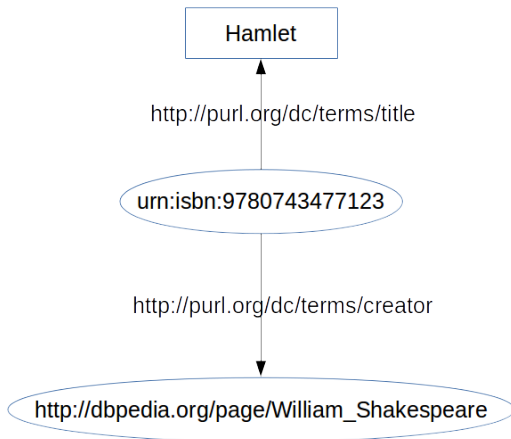 Hamlet
http://purl.org/dc/terms/title
urn:isbn:9780743477123
http://purl.org/dc/terms/creator
http://dbpedia.org/page/William_Shakespeare